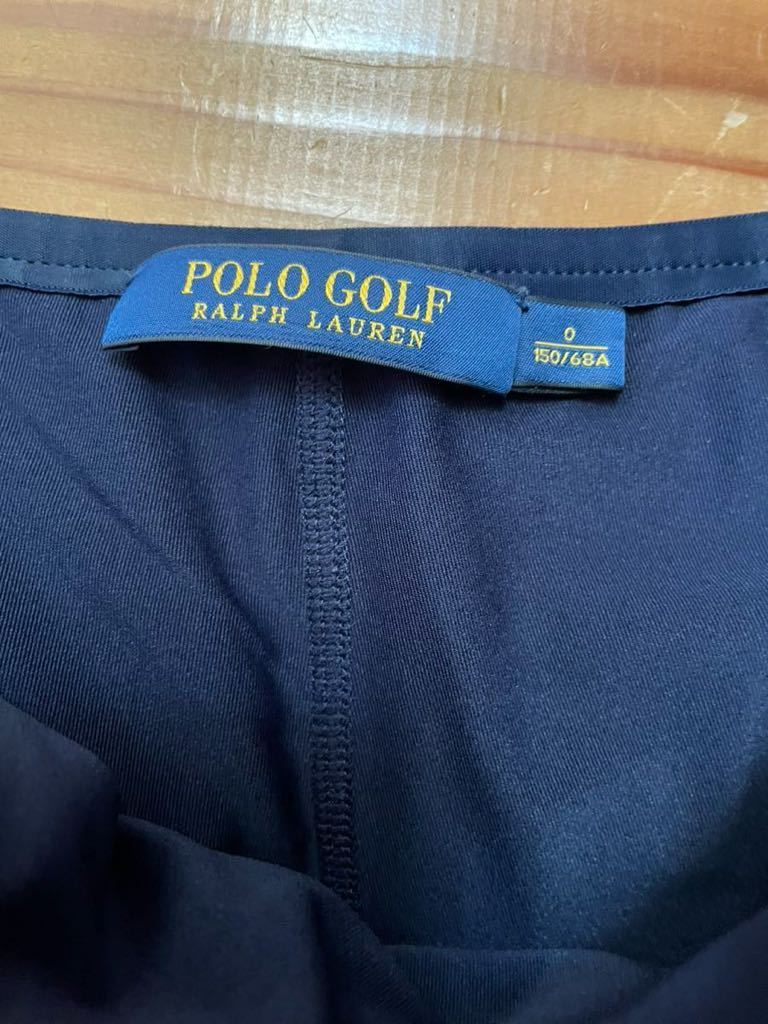 POLO GOLF
RALPH LAUREN
0
150/68A